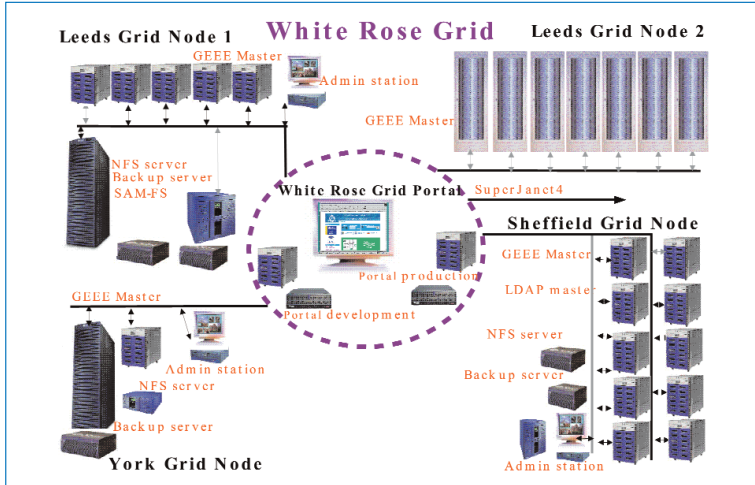 White Rose Grid
Leeds Grid Node 1
Leeds Grid Node 2
GEEE Master
Admin station
GEEE Master
NFS server
Backup server
SAM-FS
White Rose Grid Portal
SuperJanet4
Sheffield Grid Node
GEEE Master
Portal production
LDAP master
GEEE Master
Portal development
NFS server
Admin station
Backup server
NFS server
Backup server
Admin station
York Grid Node